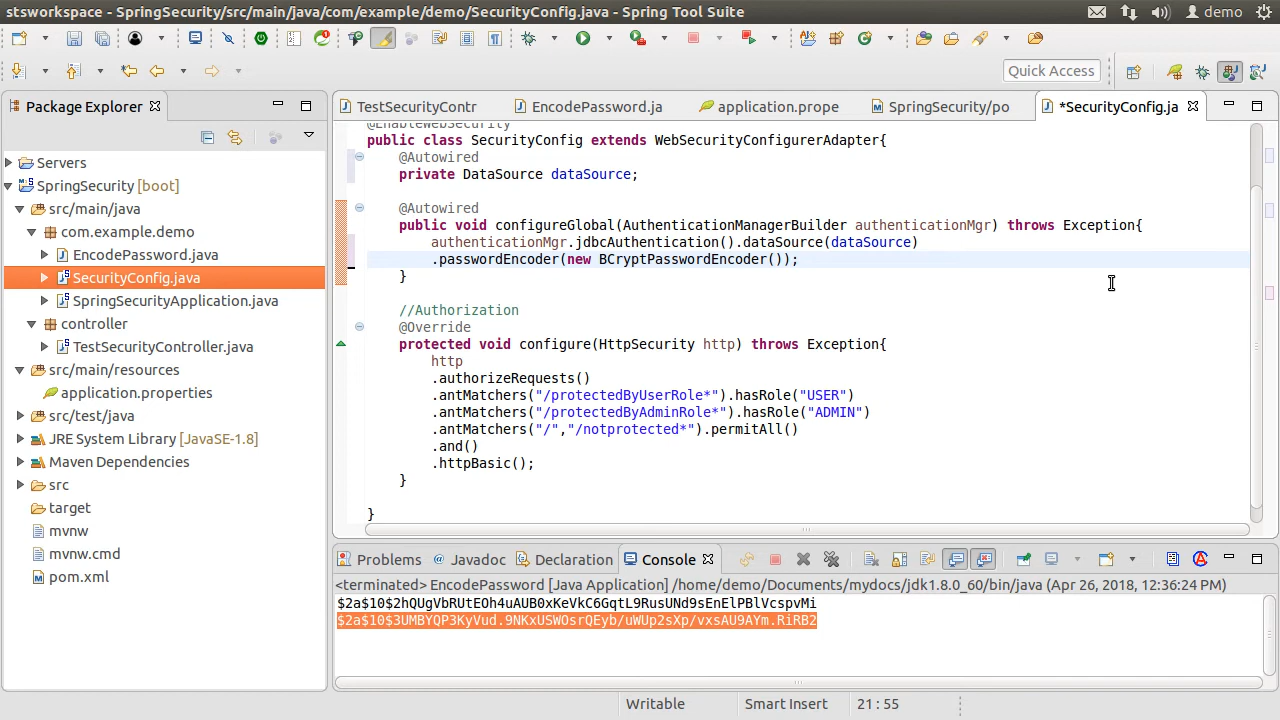 stsworkspace - SpringSecurity/src/main/java/com/example/demo/SecurityConfig.java - Spring Tool Suite
demo
Quick Access
Package Explorer
TestSecurityContr
EncodePassword.ja
application.prope
SpringSecurity/po
*SecurityConfig.ja
Servers
SpringSecurity [boot]
src/main/java
com.example.demo
EncodePassword.java
SecurityConfig.java
SpringSecurityApplication.java
controller
TestSecurityController.java
src/main/resources
application.properties
src/test/java
JRE System Library [JavaSE-1.8]
Maven Dependencies
src
target
mvnw
mvnw.cmd
pom.xml
@EnableWebSecurity
public class SecurityConfig extends WebSecurityConfigurerAdapter{
@Autowired
private DataSource dataSource;
@Autowired
public void configureGlobal(AuthenticationManagerBuilder authenticationMgr) throws Exception{
authenticationMgr.jdbcAuthentication().dataSource(dataSource)
.passwordEncoder(new BCryptPasswordEncoder());
}
//Authorization
@Override
protected void configure(HttpSecurity http) throws Exception{
http
.authorizeRequests()
.antMatchers("/protectedByUserRole*").hasRole("USER")
.antMatchers("/protectedByAdminRole*").hasRole("ADMIN")
.antMatchers("/","/notprotected*").permitAll()
.and()
.httpBasic();
}
}
Problems
Javadoc
Declaration
Console
<terminated> EncodePassword [Java Application] /home/demo/Documents/mydocs/jdk1.8.0_60/bin/java (Apr 26, 2018, 12:36:24 PM)
$2a$10$2hQUgVbRUtEOh4uAUB0xKeVkC6GqtL9RusUNd9sEnElPBlVcspvMi
$2a$10$3UMBYQP3KyVud.9NKxUSWOsrQEyb/uWUp2sXp/vxsAU9AYm.RiRB2
Writable
Smart Insert
21 : 55